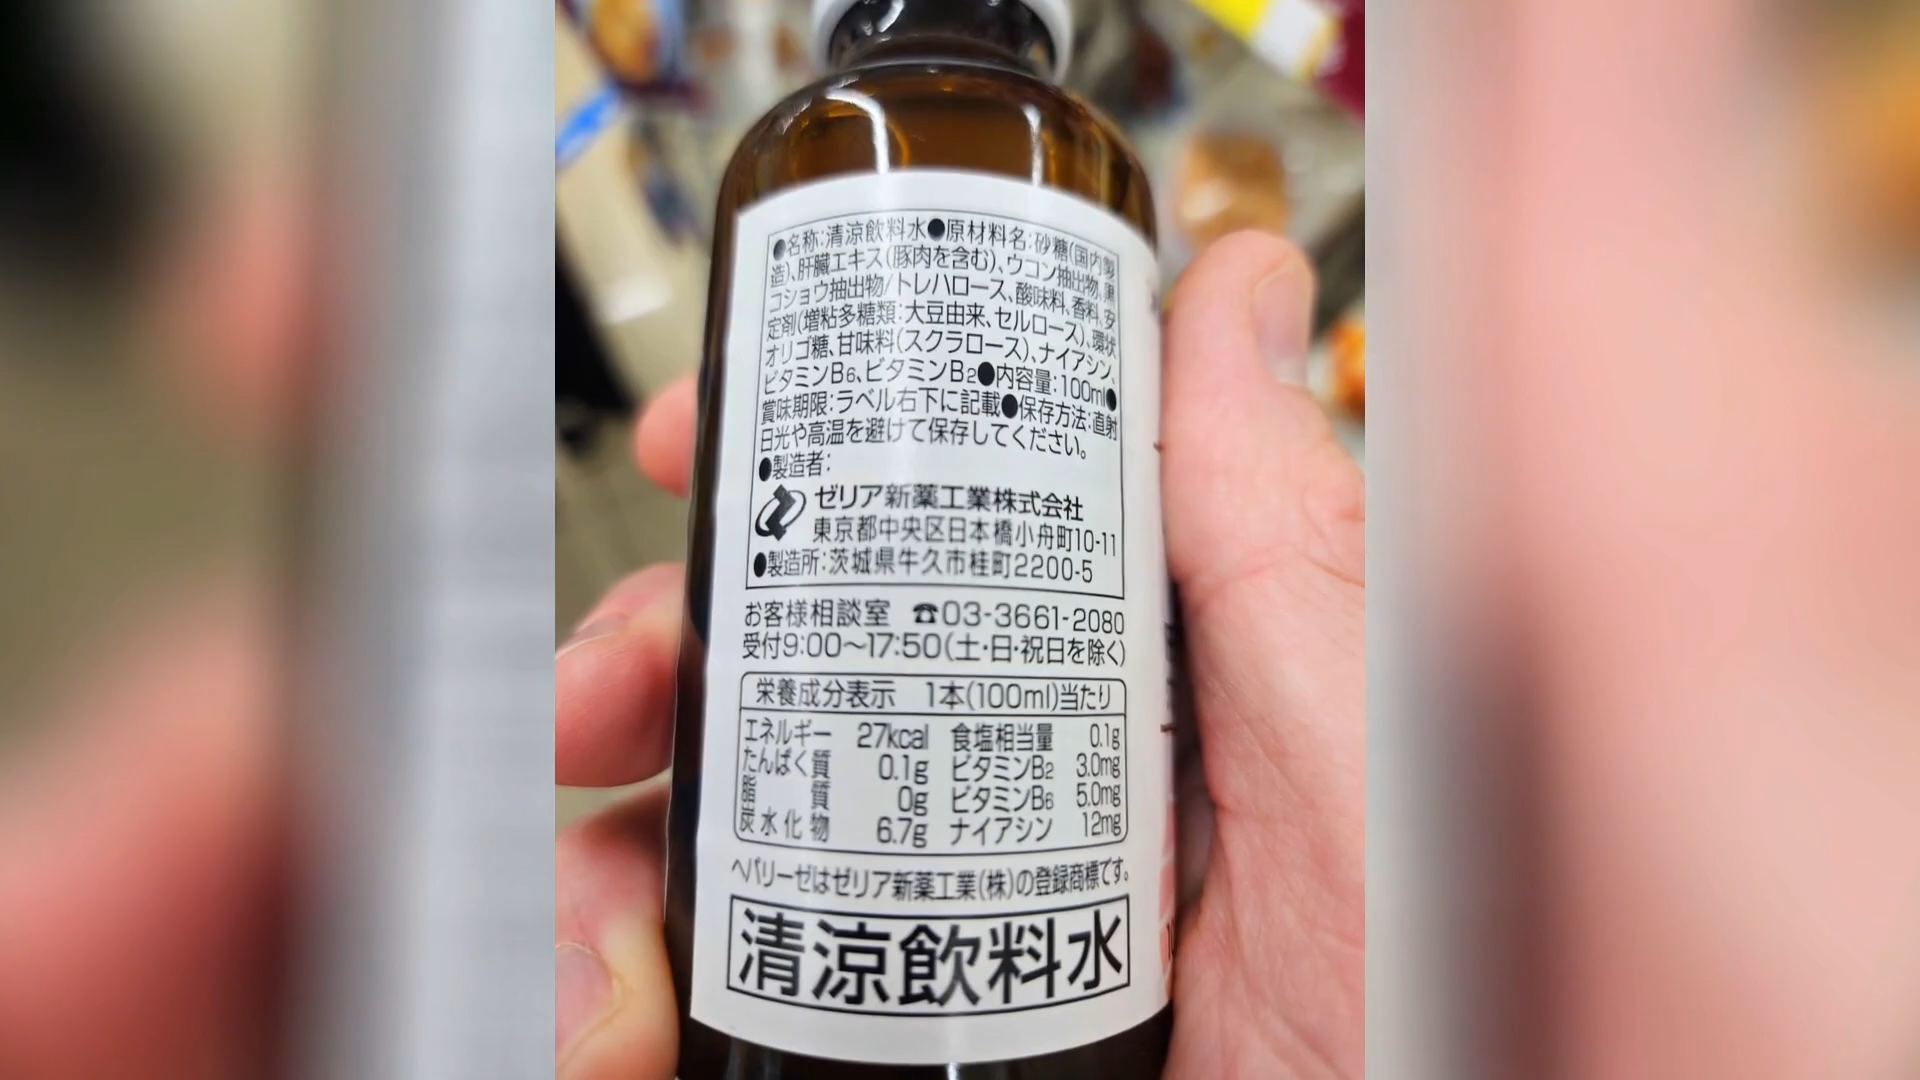 ●名称:清涼飲料水●原材料名:砂糖(国内製
造)、肝臓エキス(豚肉を含む)、ウコン抽出物、黒
コショウ抽出物/トレハロース、酸味料、香料、安
定剤(増粘多糖類:大豆由来、セルロース)、環状
オリゴ糖、甘味料(スクラロース)、ナイアシン、
ビタミンB6、ビタミンB2●内容量:100ml●
賞味期限:ラベル右下に記載●保存方法:直射
日光や高温を避けて保存してください。
●製造者:
ゼリア新薬工業株式会社
東京都中央区日本橋小舟町10-11
●製造所:茨城県牛久市桂町2200-5
お客様相談室 ☎03-3661-2080
受付9:00〜17:50(土・日・祝日を除く)
栄養成分表示 1本(100ml)当たり
エネルギー 27kcal 食塩相当量 0.1g
たんぱく質 0.1g ビタミンB2 3.0mg
脂質 0g ビタミンB6 5.0mg
炭水化物 6.7g ナイアシン 12mg
ヘパリーゼはゼリア新薬工業(株)の登録商標です。
清涼飲料水